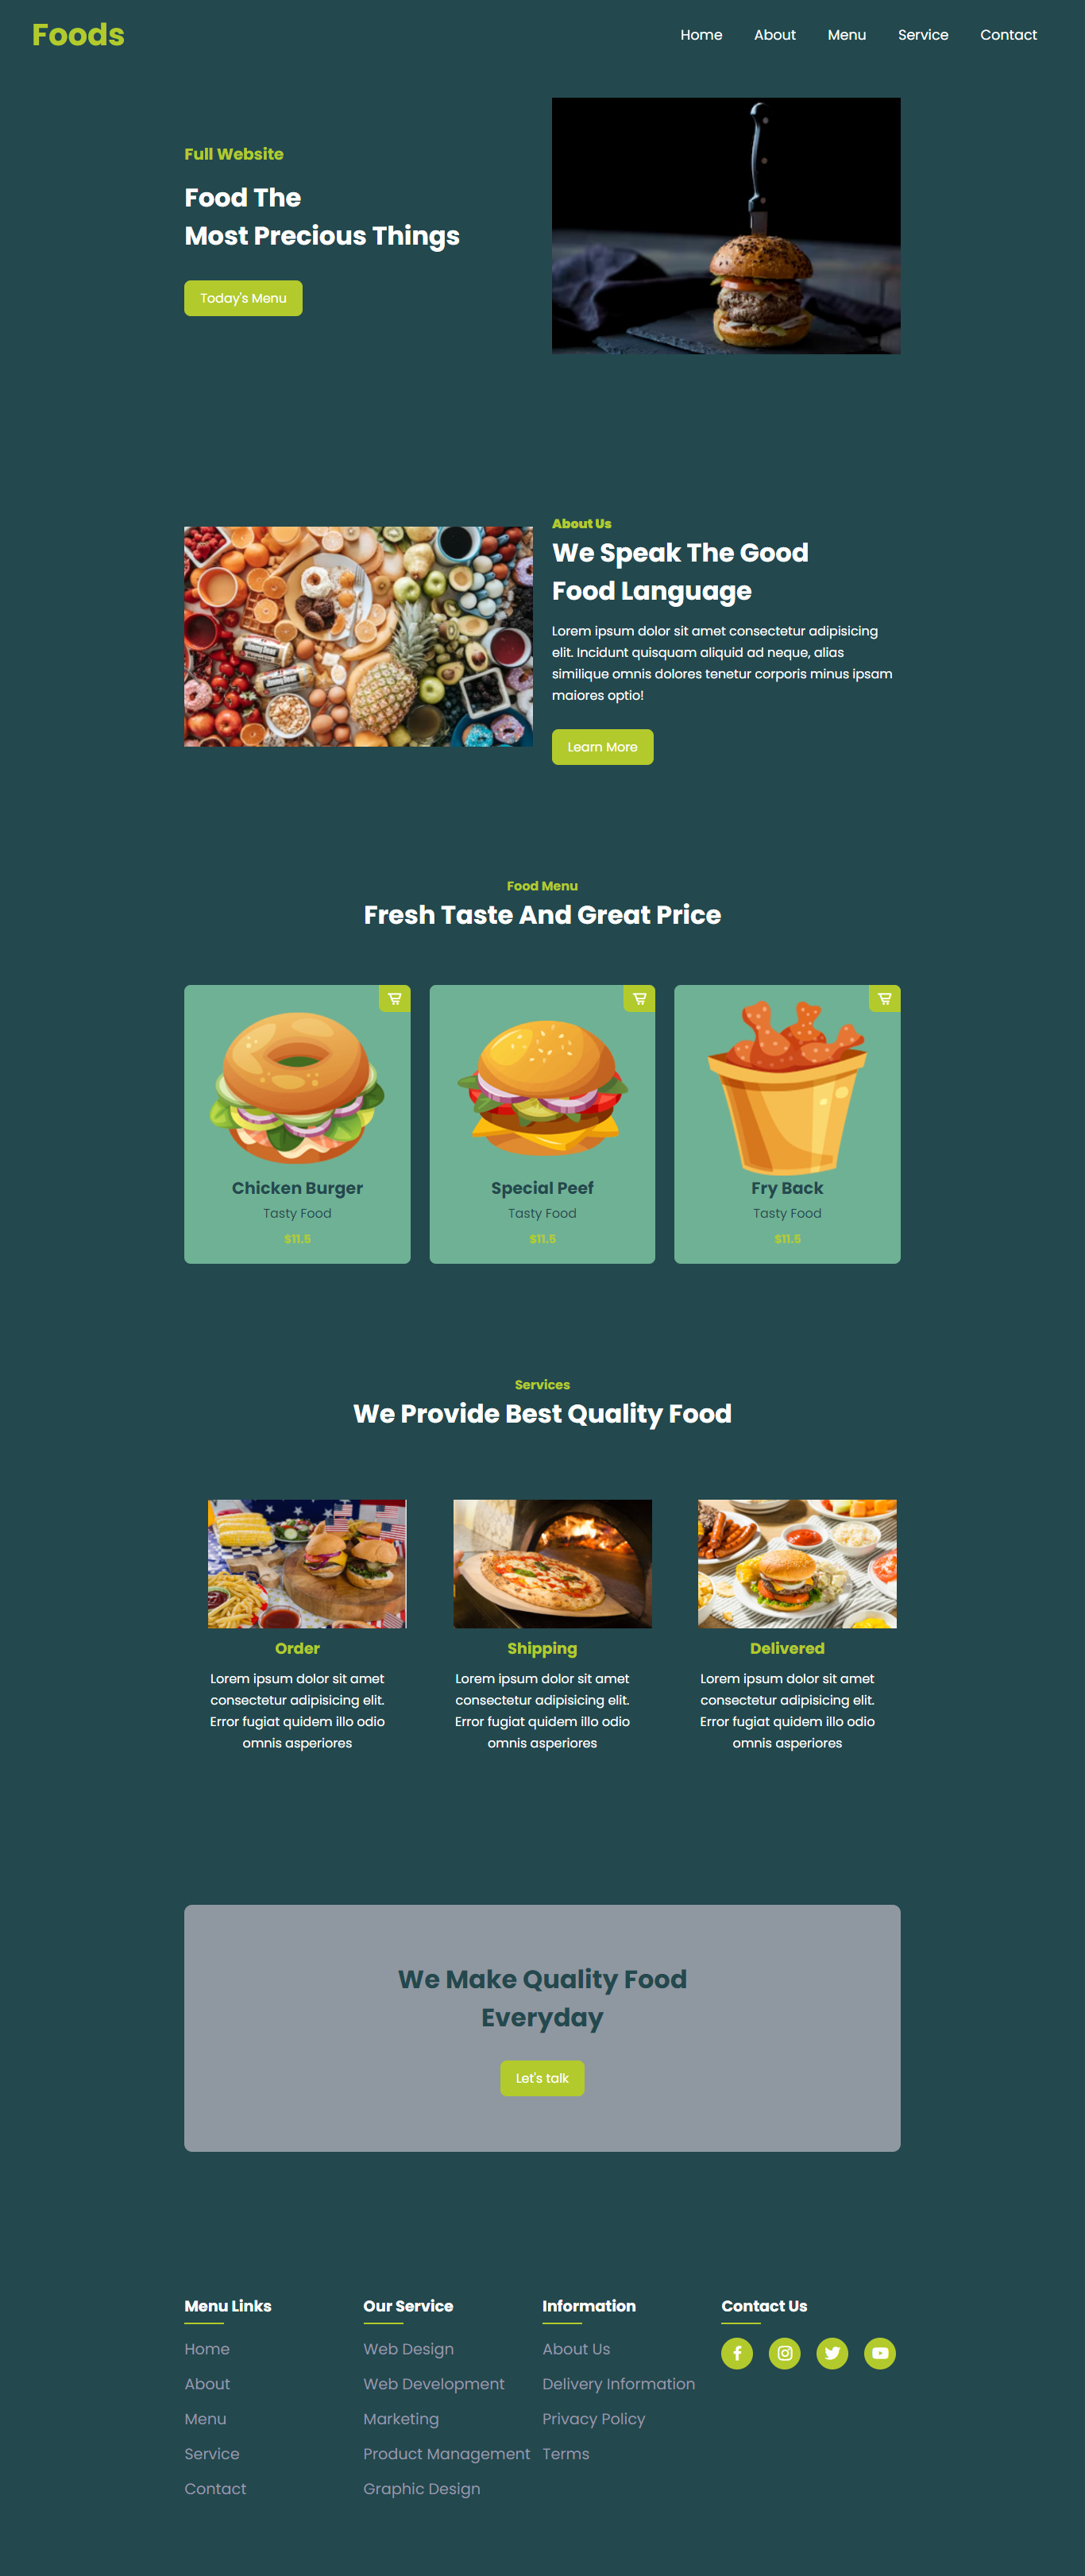 Foods
Home About Menu Service Contact
Full Website
Food The
Most Precious Things
Today's Menu
About Us
We Speak The Good
Food Language
Lorem ipsum dolor sit amet consectetur adipisicing
elit. Incidunt quisquam aliquid ad neque, alias
similique omnis dolores tenetur corporis minus ipsam
maiores optio!
Learn More
Food Menu
Fresh Taste And Great Price
Chicken Burger
Tasty Food
$11.5
Special Peef
Tasty Food
$11.5
Fry Back
Tasty Food
$11.5
Services
We Provide Best Quality Food
Order
Lorem ipsum dolor sit amet
consectetur adipisicing elit.
Error fugiat quidem illo odio
omnis asperiores
Shipping
Lorem ipsum dolor sit amet
consectetur adipisicing elit.
Error fugiat quidem illo odio
omnis asperiores
Delivered
Lorem ipsum dolor sit amet
consectetur adipisicing elit.
Error fugiat quidem illo odio
omnis asperiores
We Make Quality Food
Everyday
Let's talk
Menu Links
Home
About
Menu
Service
Contact
Our Service
Web Design
Web Development
Marketing
Product Management
Graphic Design
Information
About Us
Delivery Information
Privacy Policy
Terms
Contact Us